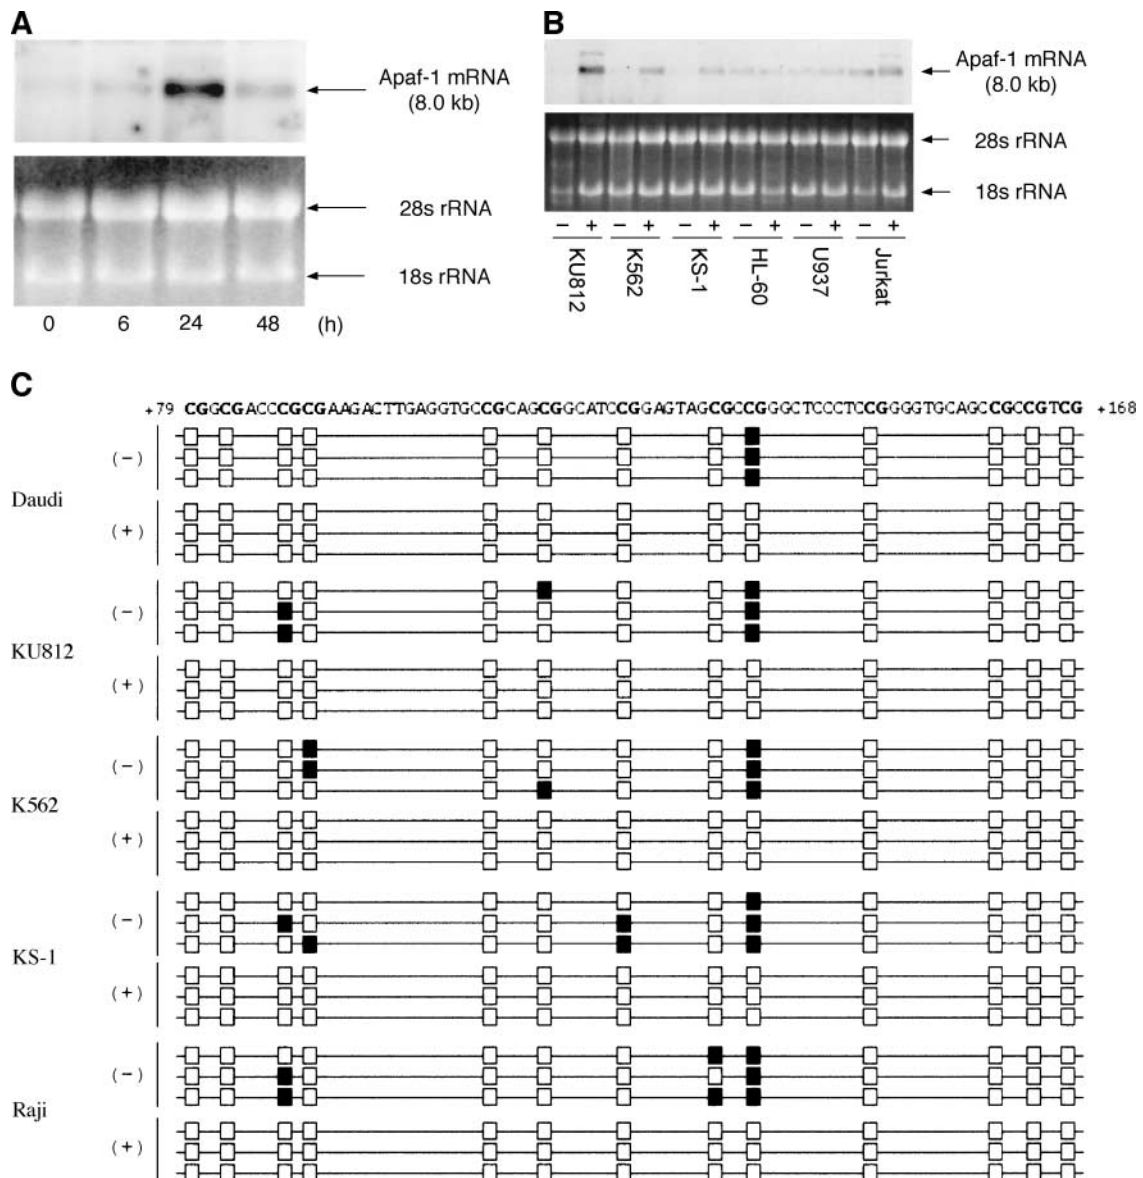 A
Apaf-1 mRNA
(8.0 kb)
28s rRNA
18s rRNA
0 6 24 48 (h)
B
Apaf-1 mRNA
(8.0 kb)
28s rRNA
18s rRNA
− + − + − + − + − + − +
KU812 K562 KS-1 HL-60 U937 Jurkat
C
+79 CGGCGACCCGCGAAGACTTGAGGTGCCGCAGCGGCATCCGGAGTAGCGCCGGGCTCCCTCCGGGGTGCAGCCGCCGTCG +168
(−)
Daudi
(+)
(−)
KU812
(+)
(−)
K562
(+)
(−)
KS-1
(+)
(−)
Raji
(+)